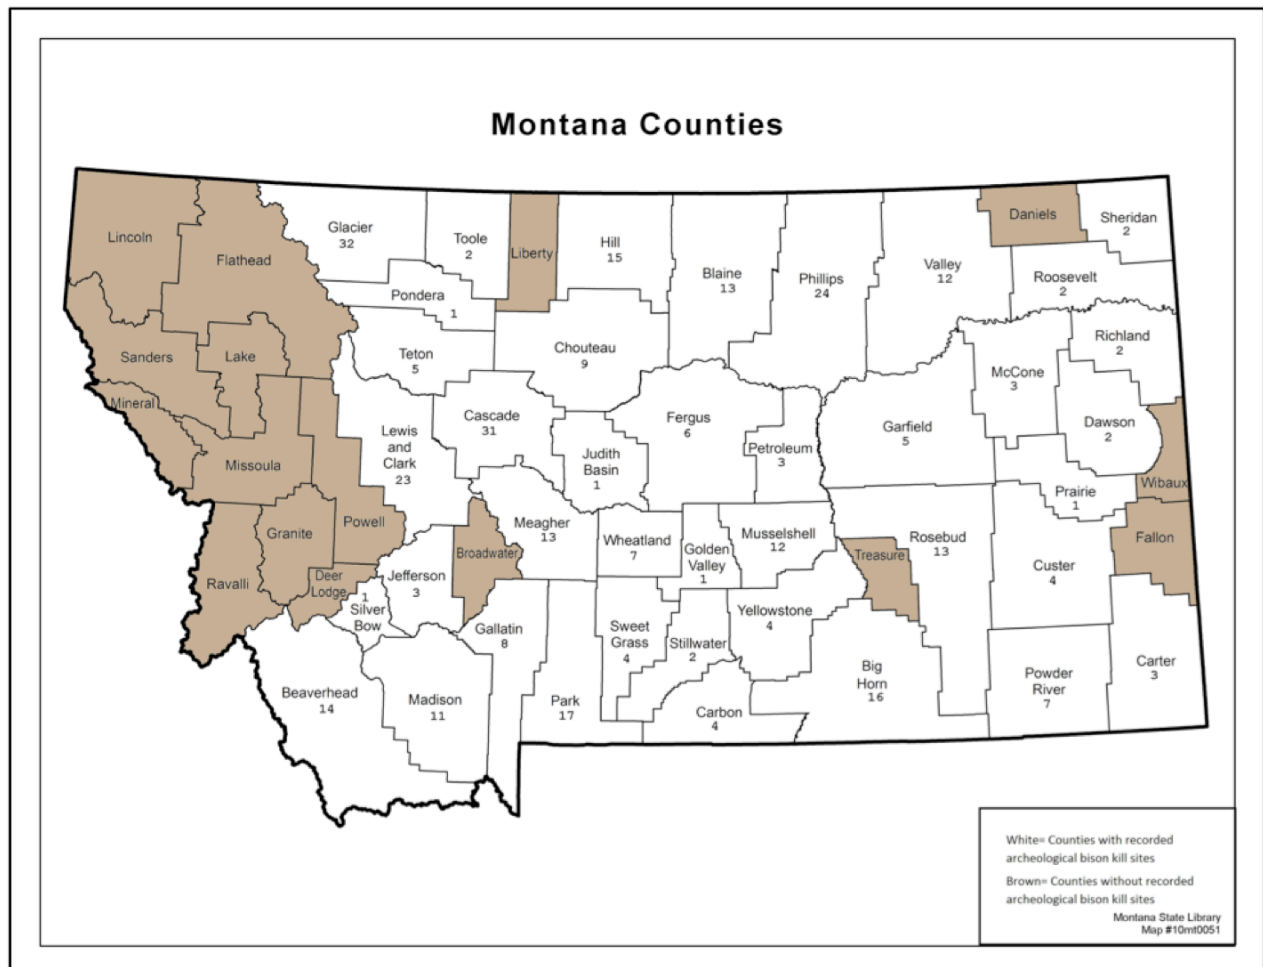 Montana Counties
Lincoln
Flathead
Glacier
32
Toole
2
Liberty
Hill
15
Blaine
13
Phillips
24
Valley
12
Daniels
Sheridan
2
Roosevelt
2
Pondera
1
Teton
5
Chouteau
9
Sanders
Lake
Mineral
Missoula
Lewis
and
Clark
23
Cascade
31
Judith
Basin
1
Fergus
6
Petroleum
3
Garfield
5
McCone
3
Richland
2
Dawson
2
Wibaux
Prairie
1
Fallon
Powell
Granite
Ravalli
Deer
Lodge
1
Silver
Bow
Jefferson
3
Broadwater
Meagher
13
Wheatland
7
Golden
Valley
1
Musselshell
12
Treasure
Rosebud
13
Custer
4
Beaverhead
14
Madison
11
Gallatin
8
Park
17
Sweet
Grass
4
Stillwater
2
Yellowstone
4
Carbon
4
Big
Horn
16
Powder
River
7
Carter
3
White= Counties with recorded
archeological bison kill sites
Brown= Counties without recorded
archeological bison kill sites
Montana State Library
Map #10mt0051